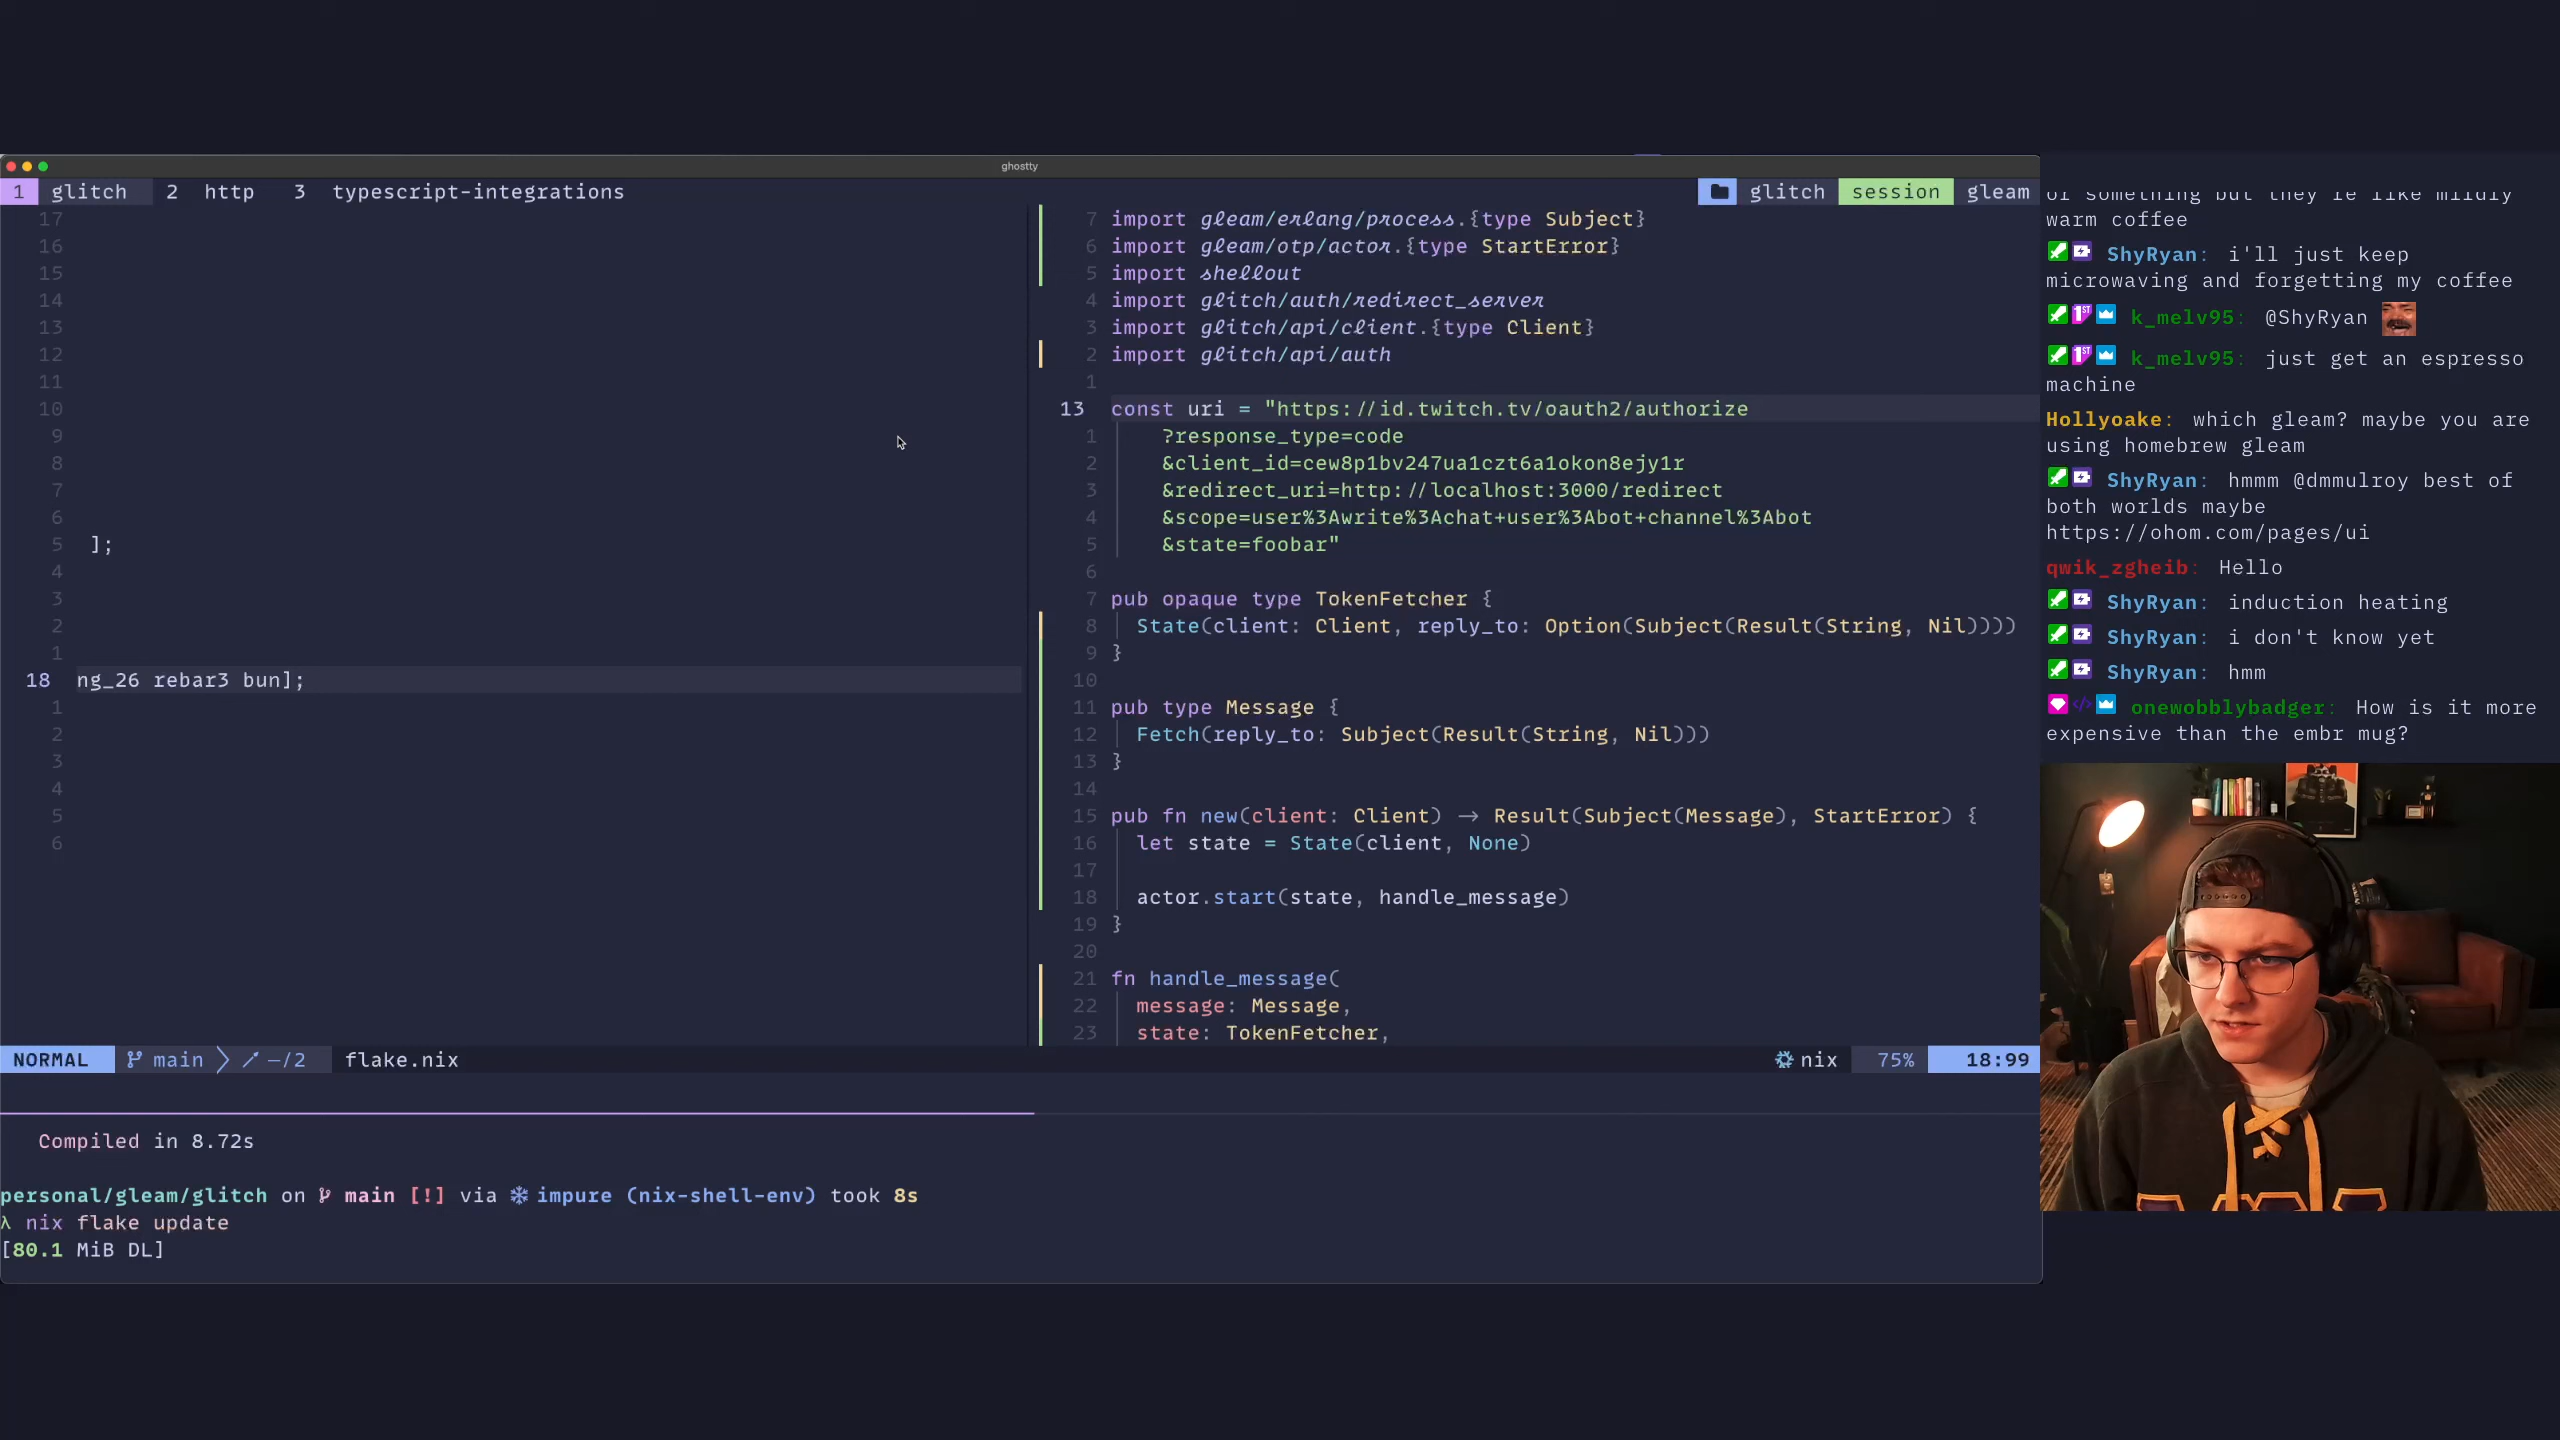 ghostty
1 glitch 2 http 3 typescript-integrations
glitch session gleam
17
16
15
14
13
12
11
10
9
8
7
6
5 ];
4
3
2
1
18 ng_26 rebar3 bun];
1
2
3
4
5
6
7 import gleam/erlang/process.{type Subject}
6 import gleam/otp/actor.{type StartError}
5 import shellout
4 import glitch/auth/redirect_server
3 import glitch/api/client.{type Client}
2 import glitch/api/auth
1
13 const uri = "https://id.twitch.tv/oauth2/authorize
1 ?response_type=code
2 &client_id=cew8p1bv247ua1czt6a1okon8ejy1r
3 &redirect_uri=http://localhost:3000/redirect
4 &scope=user%3Awrite%3Achat+user%3Abot+channel%3Abot
5 &state=foobar"
6
7 pub opaque type TokenFetcher {
8 State(client: Client, reply_to: Option(Subject(Result(String, Nil))))
9 }
10
11 pub type Message {
12 Fetch(reply_to: Subject(Result(String, Nil)))
13 }
14
15 pub fn new(client: Client) -> Result(Subject(Message), StartError) {
16 let state = State(client, None)
17
18 actor.start(state, handle_message)
19 }
20
21 fn handle_message(
22 message: Message,
23 state: TokenFetcher,
NORMAL main -/2 flake.nix nix 75% 18:99
Compiled in 8.72s
personal/gleam/glitch on main [!] via impure (nix-shell-env) took 8s
λ nix flake update
[80.1 MiB DL]
or something but they're like mildly
warm coffee
ShyRyan: i'll just keep
microwaving and forgetting my coffee
k_melv95: @ShyRyan
k_melv95: just get an espresso
machine
Hollyoake: which gleam? maybe you are
using homebrew gleam
ShyRyan: hmmm @dmmulroy best of
both worlds maybe
https://ohom.com/pages/ui
qwik_zgheib: Hello
ShyRyan: induction heating
ShyRyan: i don't know yet
ShyRyan: hmm
onewobblybadger: How is it more
expensive than the embr mug?